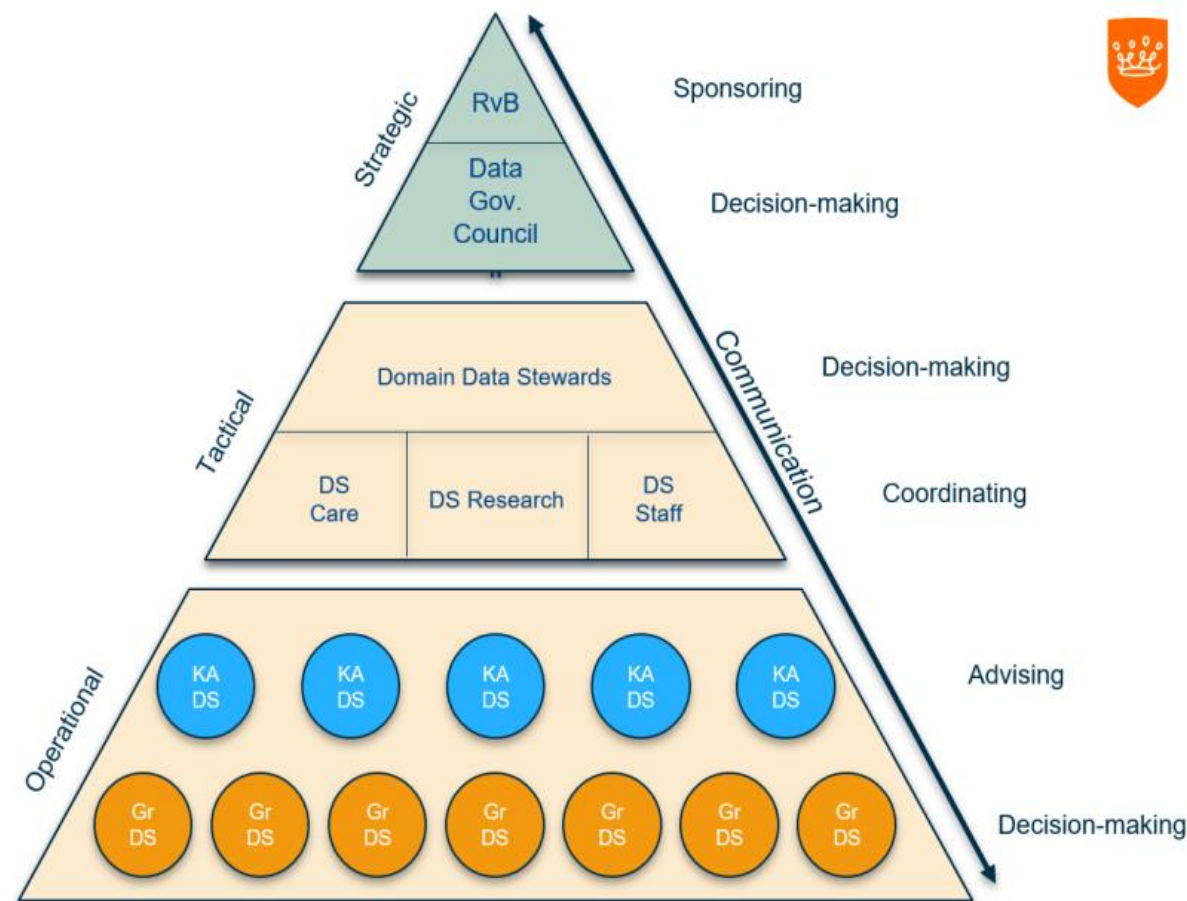 Strategic
RvB
Sponsoring
Data
Gov.
Council
Decision-making
Communication
Tactical
Domain Data Stewards
Decision-making
DS
Care
DS Research
DS
Staff
Coordinating
Operational
KA
DS
KA
DS
KA
DS
KA
DS
KA
DS
Advising
Gr
DS
Gr
DS
Gr
DS
Gr
DS
Gr
DS
Gr
DS
Gr
DS
Decision-making